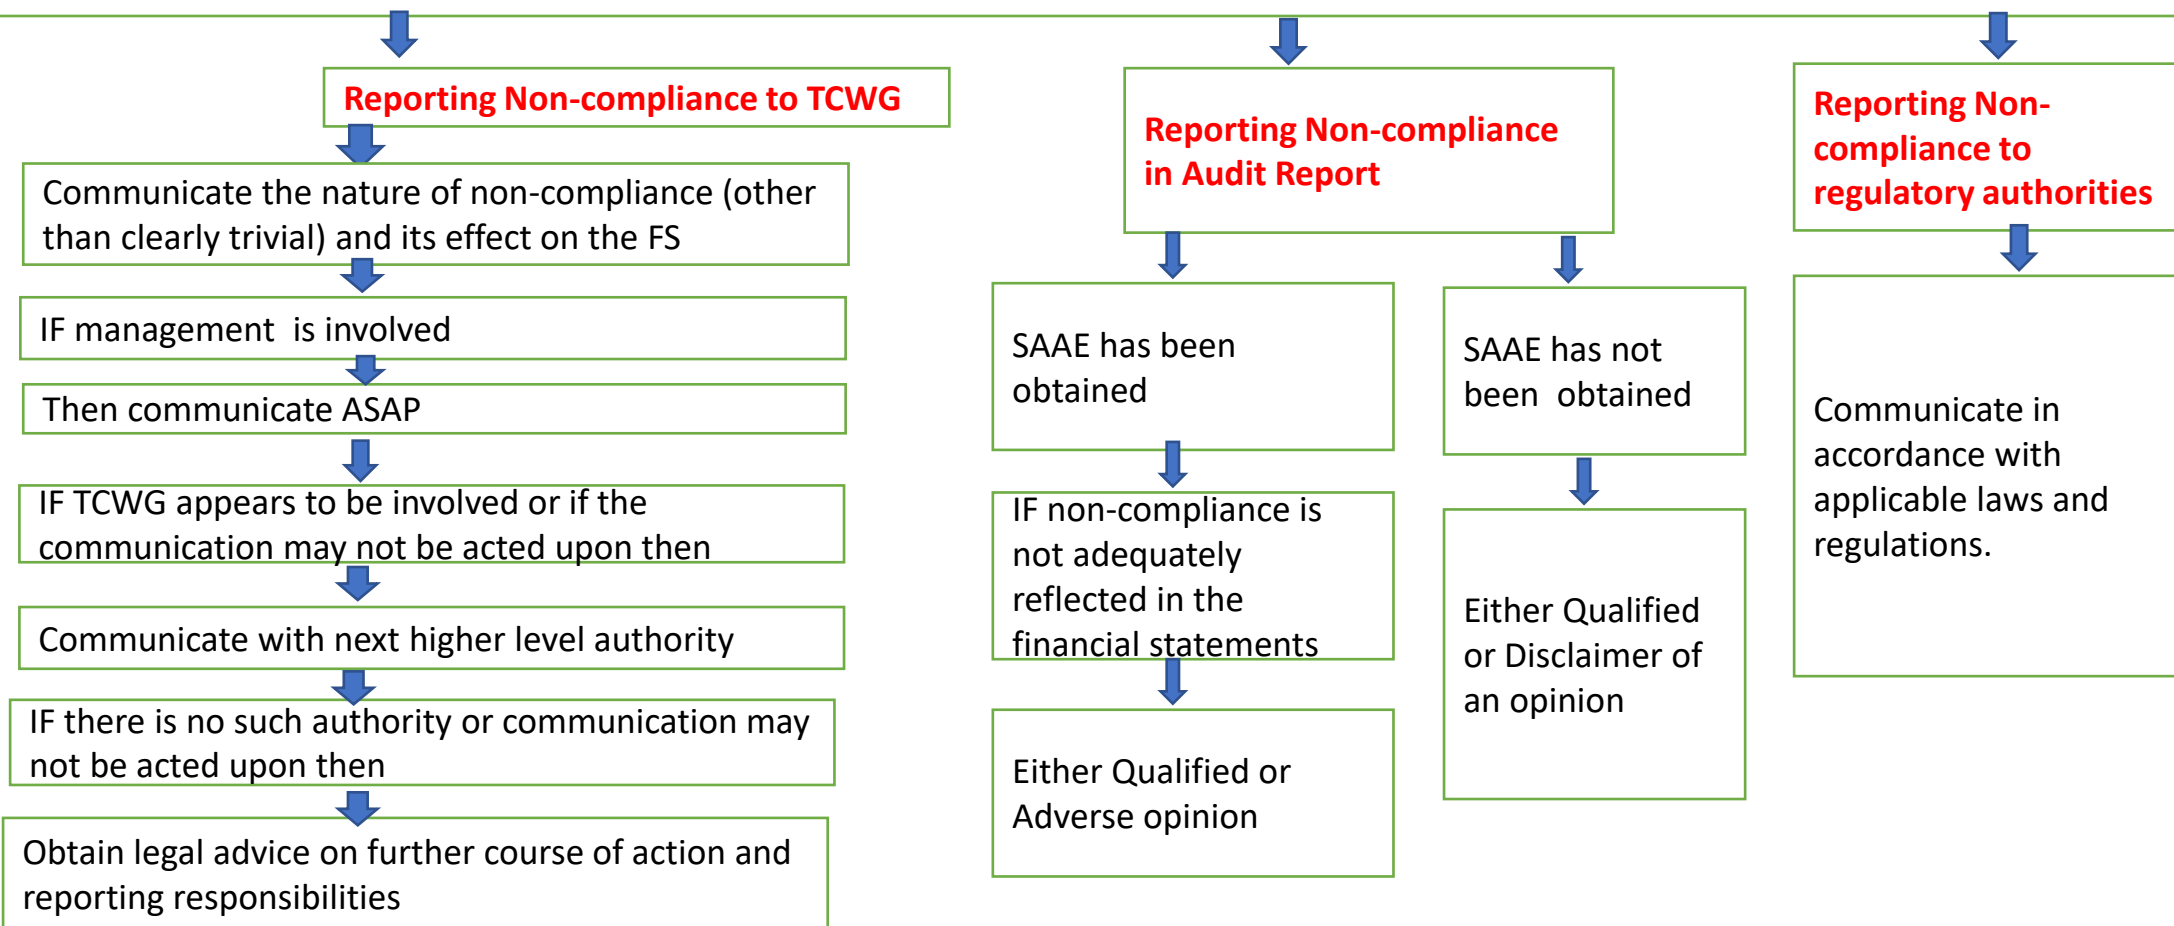 Reporting Non-compliance to TCWG
Communicate the nature of non-compliance (other
than clearly trivial) and its effect on the FS
IF management  is involved
Then communicate ASAP
IF TCWG appears to be involved or if the
communication may not be acted upon then
Communicate with next higher level authority
IF there is no such authority or communication may
not be acted upon then
Obtain legal advice on further course of action and
reporting responsibilities
Reporting Non-compliance
in Audit Report
SAAE has been
obtained
IF non-compliance is
not adequately
reflected in the
financial statements
Either Qualified or
Adverse opinion
SAAE has not
been  obtained
Either Qualified
or Disclaimer of
an opinion
Reporting Non-
compliance to
regulatory authorities
Communicate in
accordance with
applicable laws and
regulations.